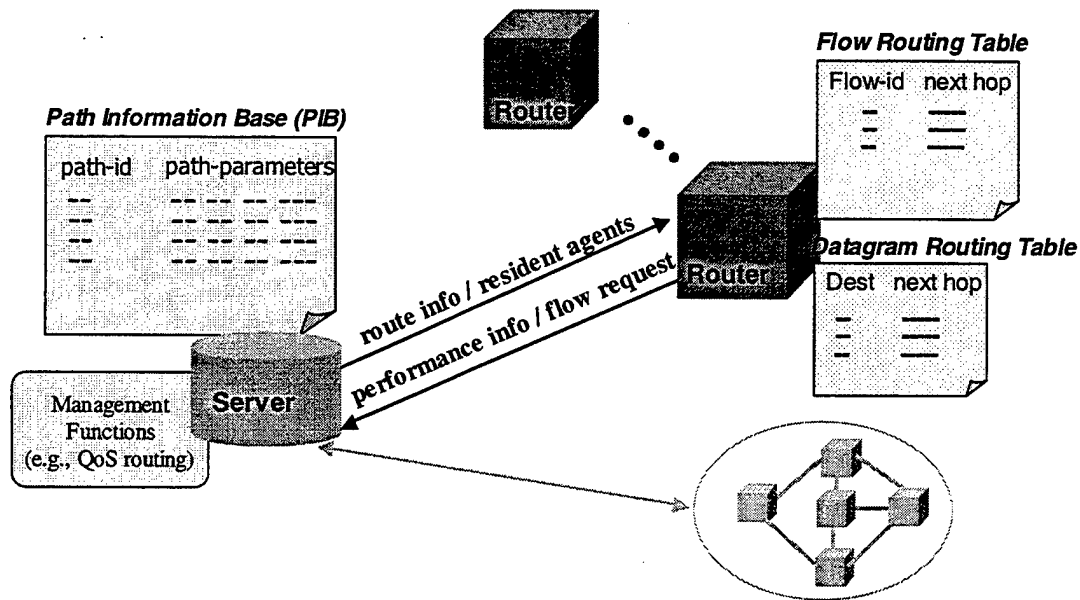 Router
Flow Routing Table
Flow-id next hop
Path Information Base (PIB)
path-id path-parameters
Router
Datagram Routing Table
Dest next hop
route info / resident agents
performance info / flow request
Server
Management
Functions
(e.g., QoS routing)